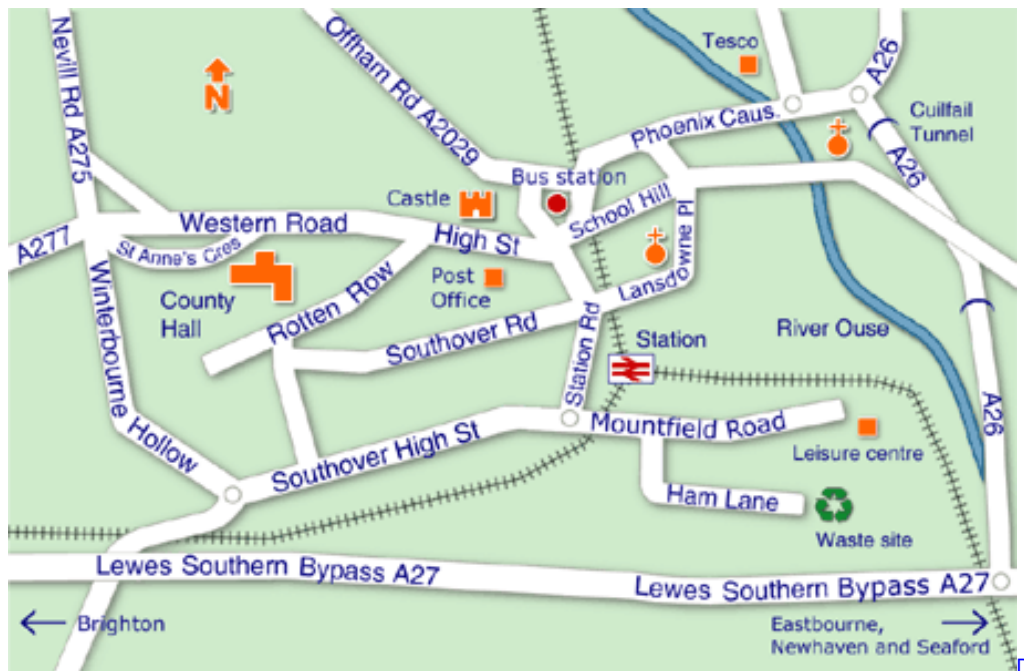 Nevill Rd A275
Offham Rd A2029
Tesco
A26
N
Phoenix Caus.
Cuilfail
Tunnel
A26
Bus station
Castle
School Hill
Western Road
High St
A277
St Anne's Cres
Post
Office
Lansdowne Pl
County
Hall
Rotten Row
Southover Rd
Station Rd
Station
River Ouse
Winterbourne Hollow
A26
Mountfield Road
Southover High St
Leisure centre
Ham Lane
Waste site
Lewes Southern Bypass A27
Lewes Southern Bypass A27
Brighton
Eastbourne,
Newhaven and Seaford